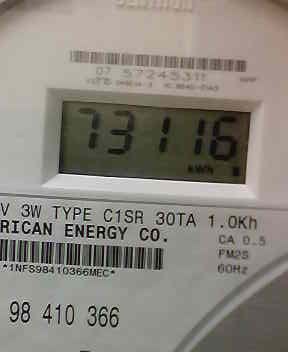 CENTRON
07 57245311
73116
kWh
V 3W TYPE C1SR 30TA 1.0Kh
RICAN ENERGY CO.
CA 0.5
FM2S
*1NFS98410366MEC*
60Hz
98 410 366